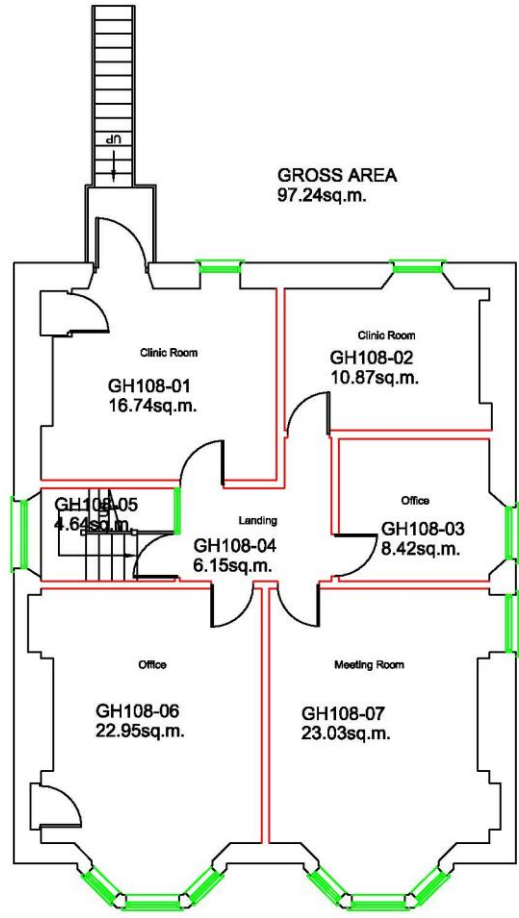 UP
GROSS AREA
97.24sq.m.
Clinic Room
GH108-01
16.74sq.m.
Clinic Room
GH108-02
10.87sq.m.
GH108-05
4.64sq.m.
Landing
GH108-04
6.15sq.m.
Office
GH108-03
8.42sq.m.
Office
GH108-06
22.95sq.m.
Meeting Room
GH108-07
23.03sq.m.